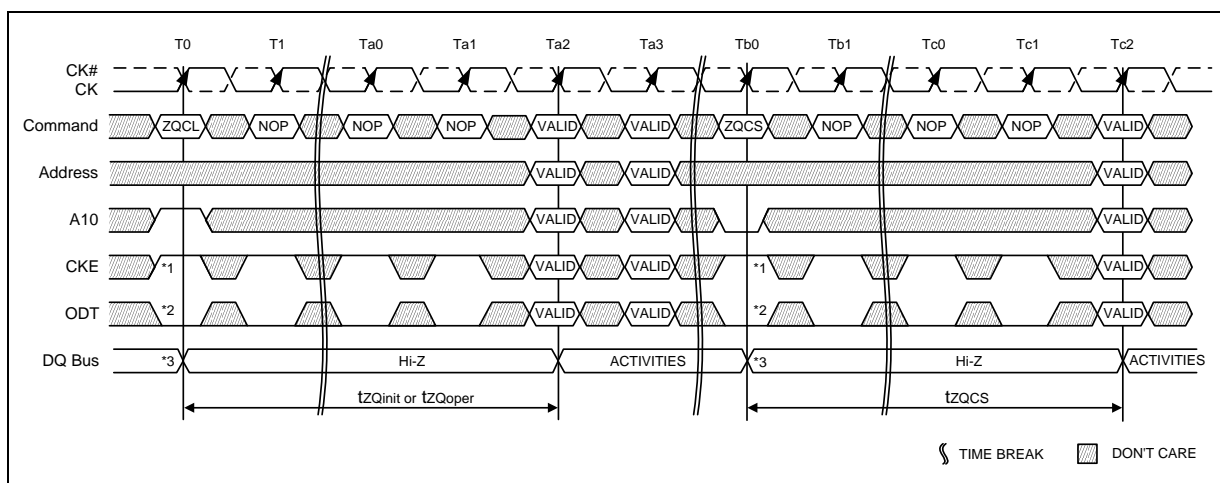 T0 T1 Ta0 Ta1 Ta2 Ta3 Tb0 Tb1 Tc0 Tc1 Tc2
CK#
CK
Command ZQCL NOP NOP NOP VALID VALID ZQCS NOP NOP NOP VALID
Address VALID VALID VALID
A10 VALID VALID VALID
CKE *1 VALID VALID *1 VALID
ODT *2 VALID VALID *2 VALID
DQ Bus *3 Hi-Z ACTIVITIES *3 Hi-Z ACTIVITIES
tZQinit or tZQoper tZQCS
TIME BREAK DON'T CARE